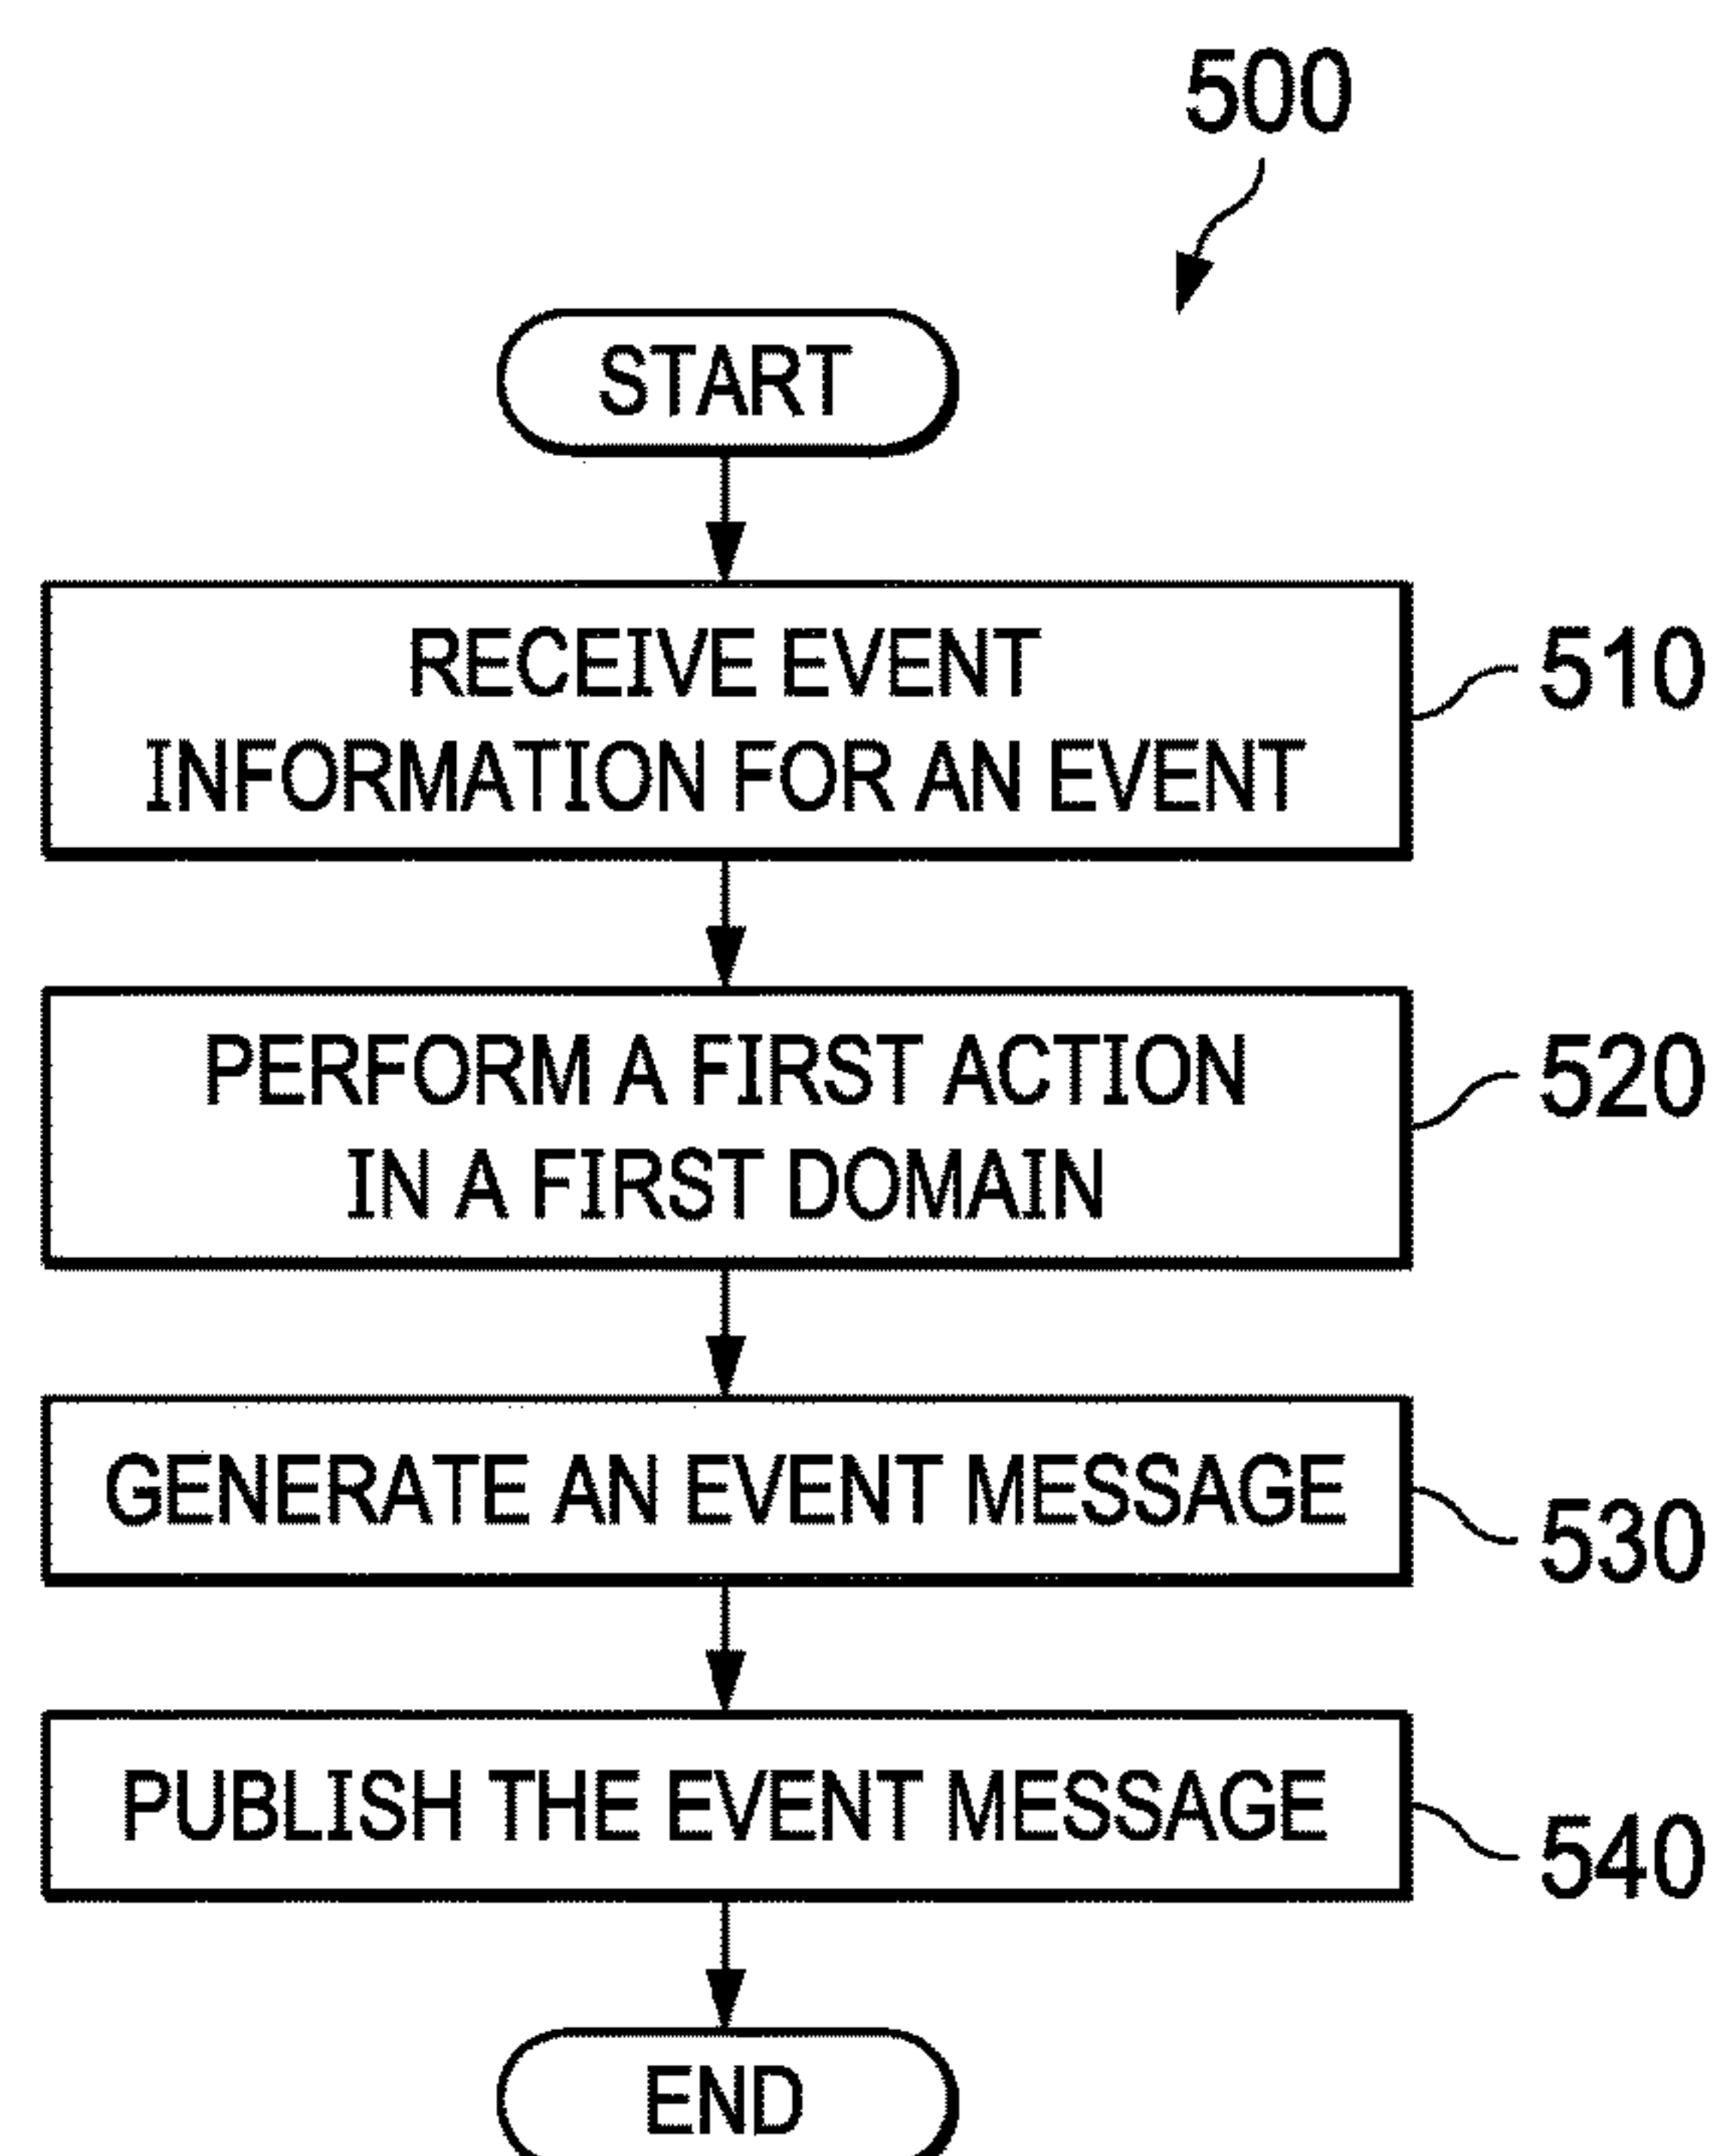 500
START
RECEIVE EVENT
INFORMATION FOR AN EVENT
510
PERFORM A FIRST ACTION
IN A FIRST DOMAIN
520
GENERATE AN EVENT MESSAGE
530
PUBLISH THE EVENT MESSAGE
540
END